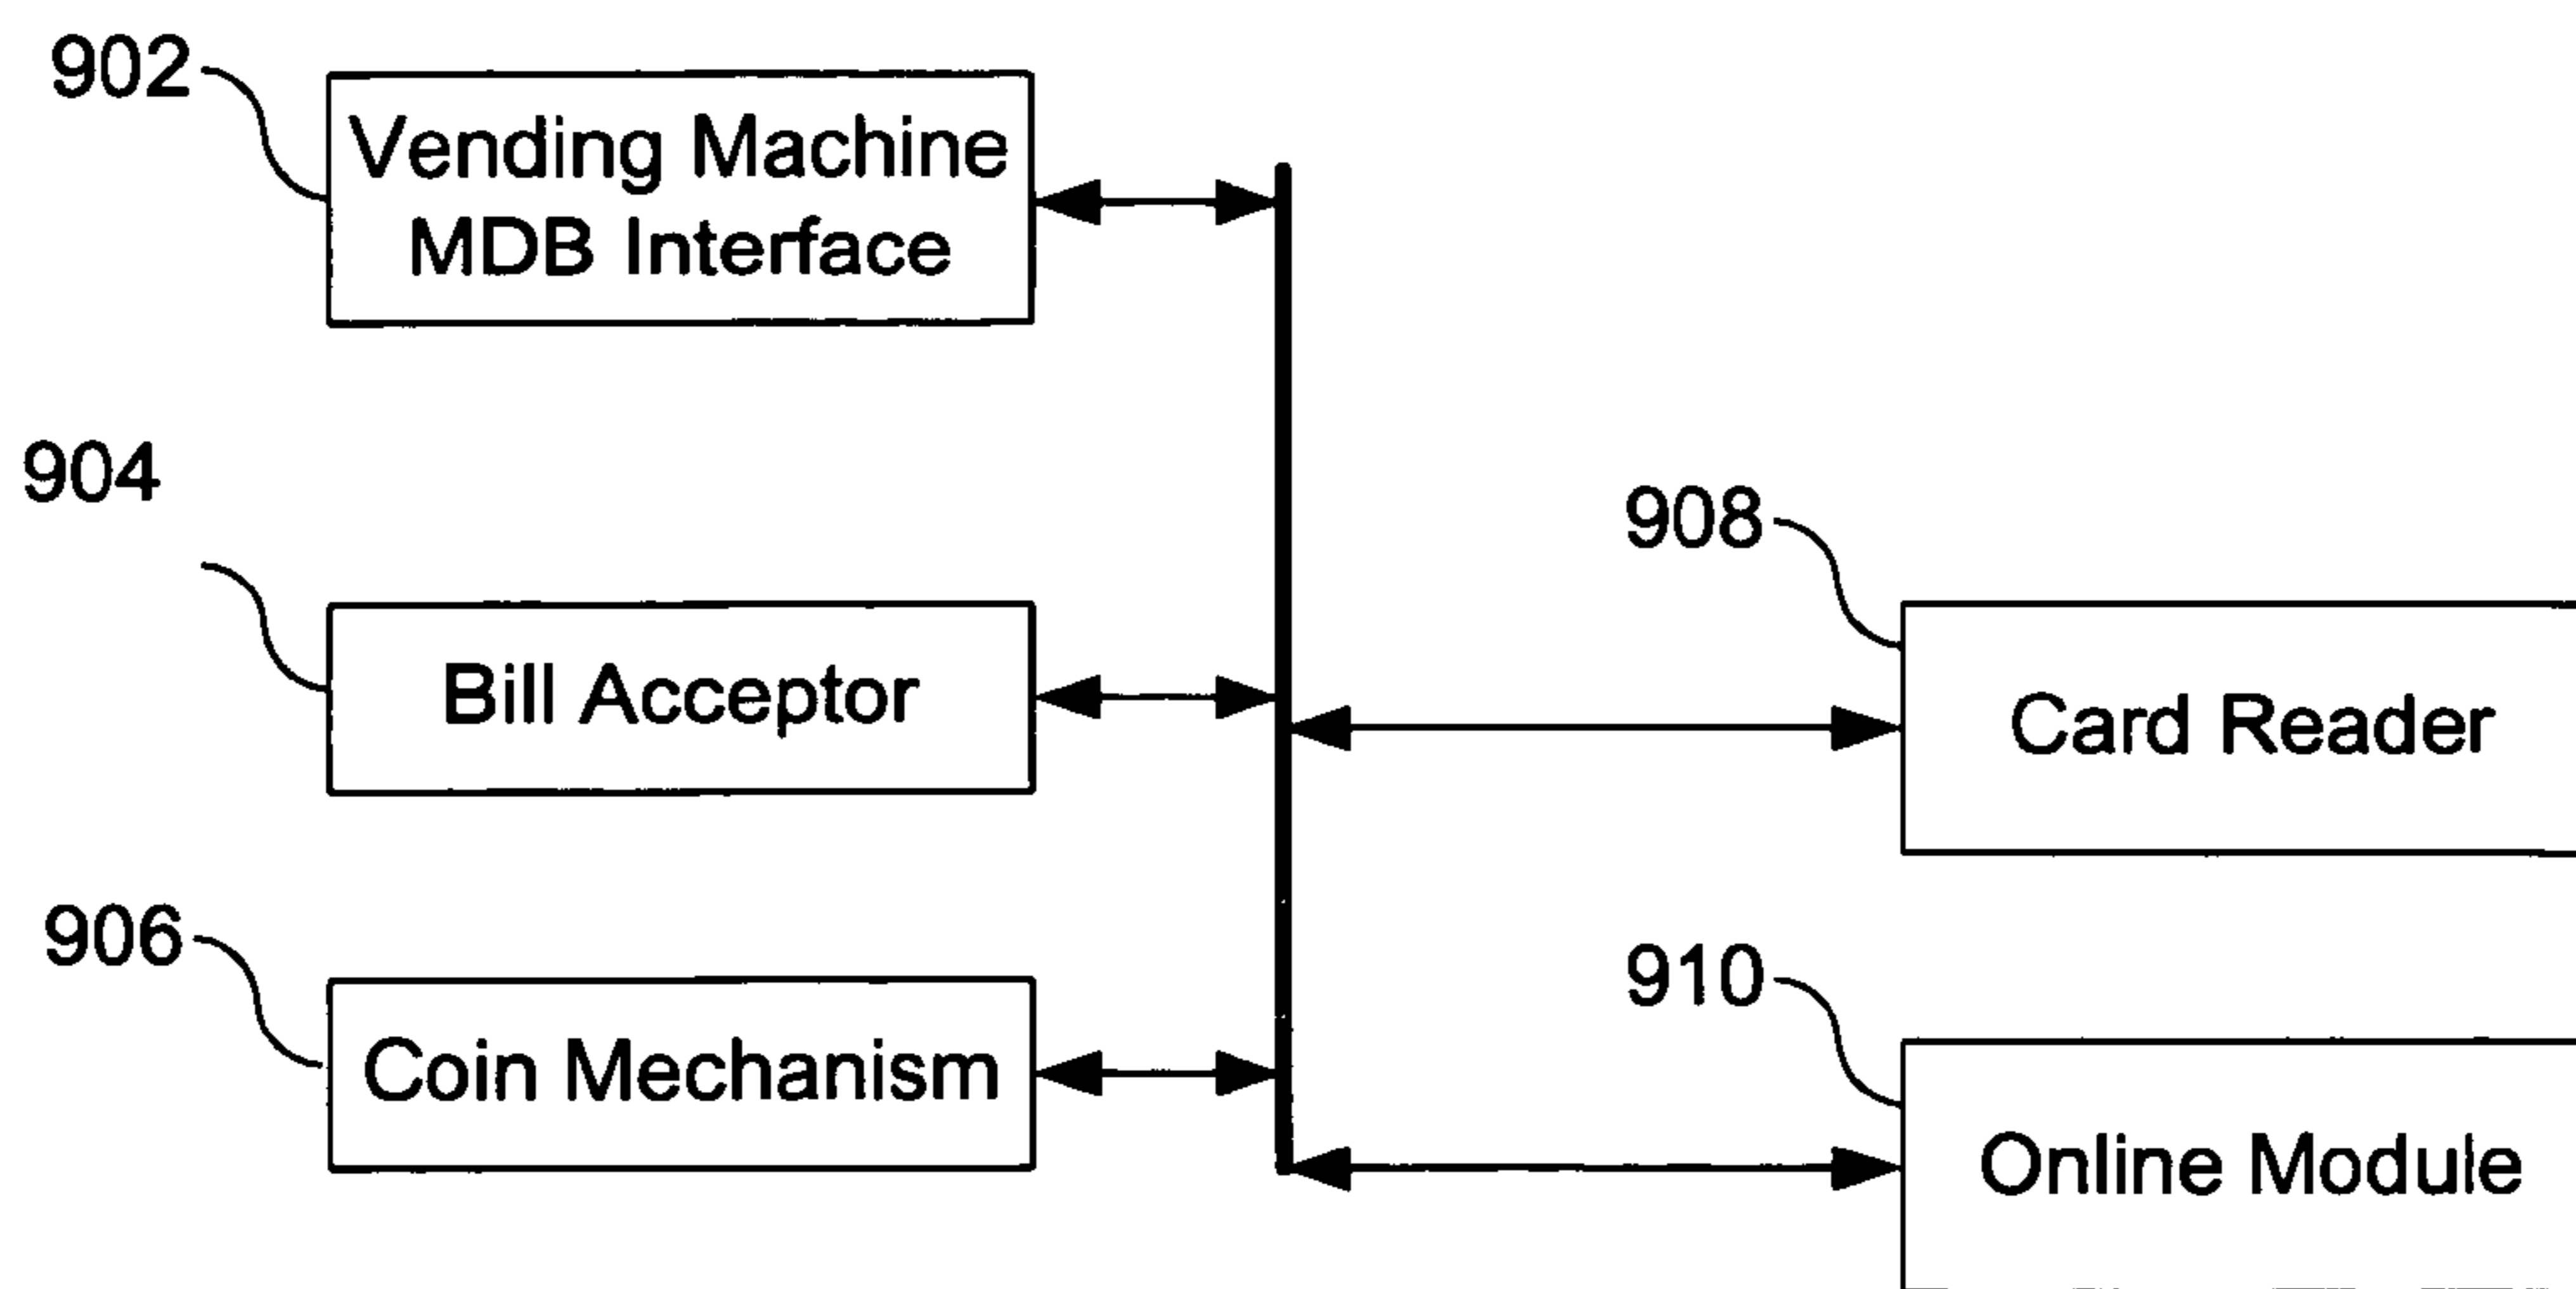 902
Vending Machine
MDB Interface
904
908
Bill Acceptor
Card Reader
906
910
Coin Mechanism
Online Module